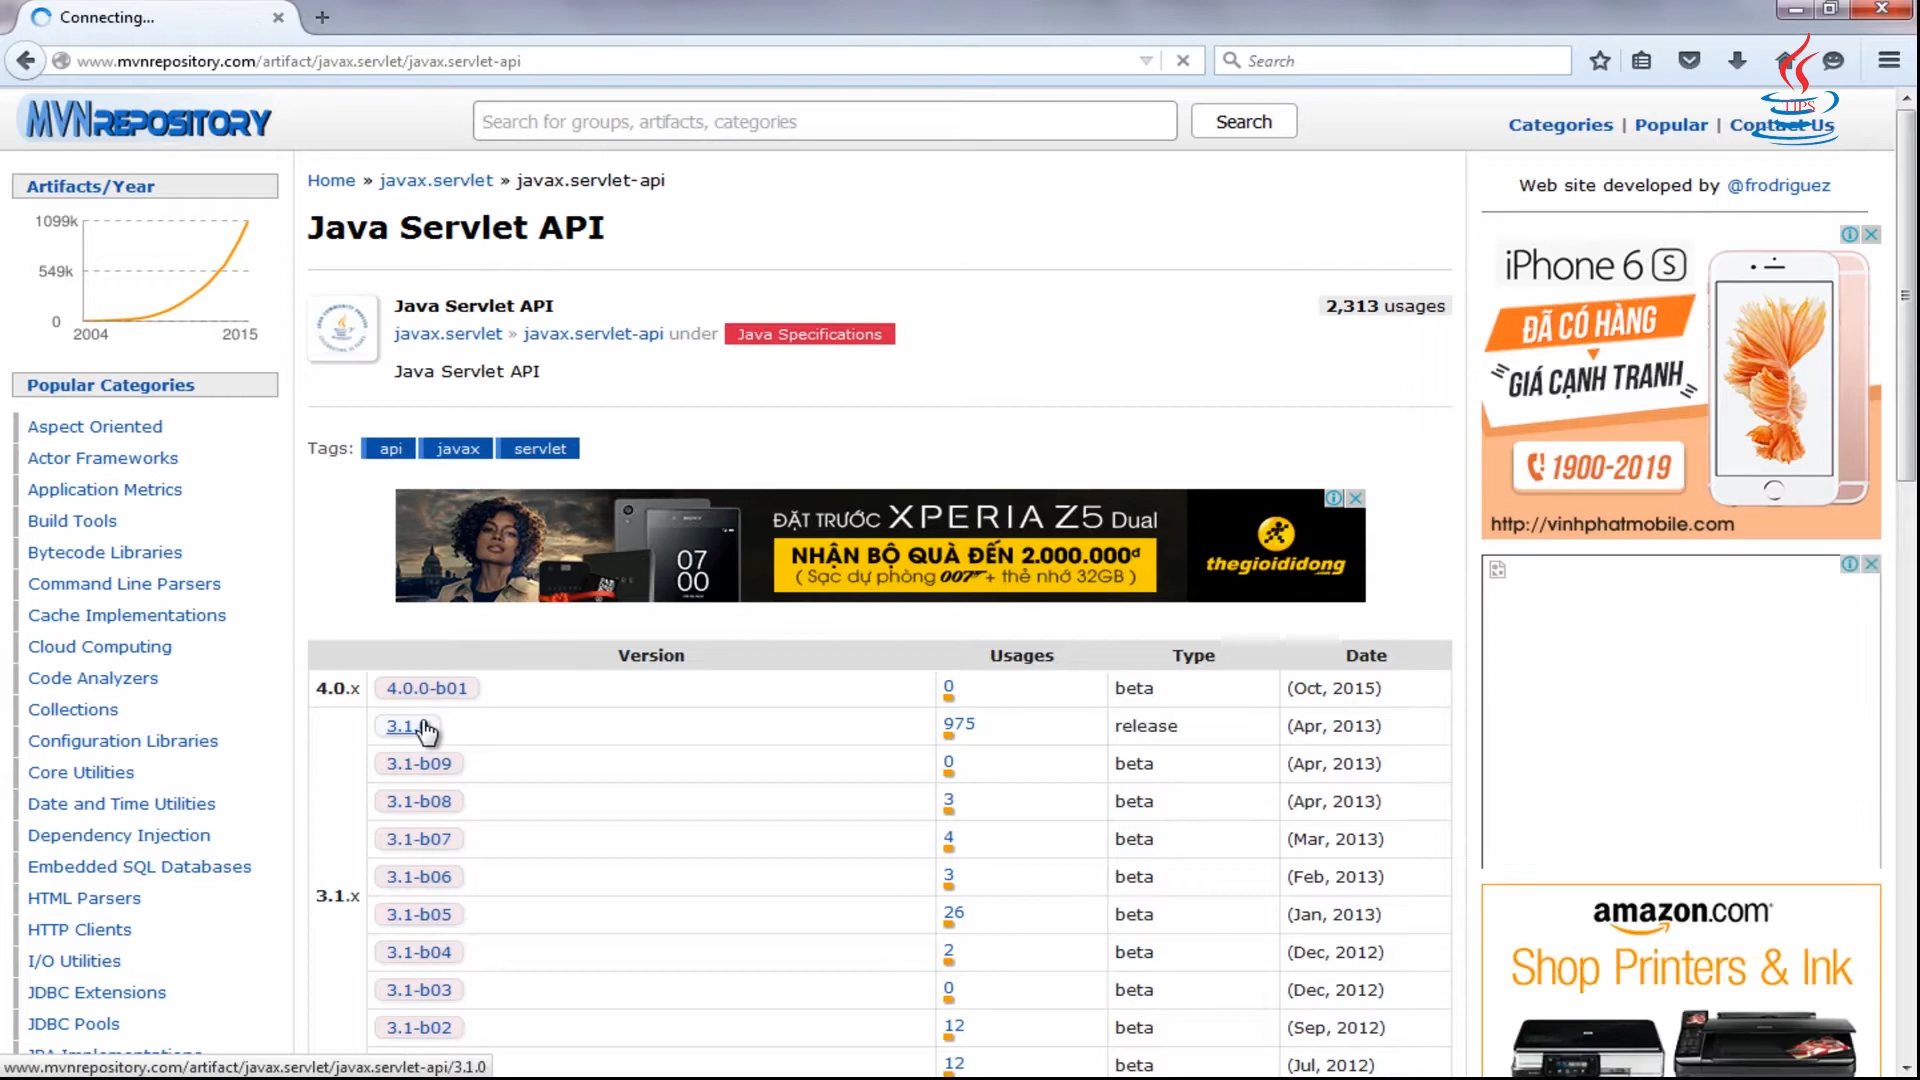 Connecting...
www.mvnrepository.com/artifact/javax.servlet/javax.servlet-api
Search
TIPS
MVNREPOSITORY
Search for groups, artifacts, categories
Search
Categories | Popular | Contact Us
Artifacts/Year
1099k
549k
0
2004
2015
Popular Categories
Aspect Oriented
Actor Frameworks
Application Metrics
Build Tools
Bytecode Libraries
Command Line Parsers
Cache Implementations
Cloud Computing
Code Analyzers
Collections
Configuration Libraries
Core Utilities
Date and Time Utilities
Dependency Injection
Embedded SQL Databases
HTML Parsers
HTTP Clients
I/O Utilities
JDBC Extensions
JDBC Pools
JPA Implementations
Home » javax.servlet » javax.servlet-api
Java Servlet API
Java Servlet API
2,313 usages
javax.servlet » javax.servlet-api under Java Specifications
Java Servlet API
Tags: api javax servlet
07
00
ĐẶT TRƯỚC XPERIA Z5 Dual
NHẬN BỘ QUÀ ĐẾN 2.000.000đ
( Sạc dự phòng 007 + thẻ nhớ 32GB )
thegioididong.com
Version Usages Type Date
4.0.x 4.0.0-b01 0 beta (Oct, 2015)
3.1. 975 release (Apr, 2013)
3.1-b09 0 beta (Apr, 2013)
3.1-b08 3 beta (Apr, 2013)
3.1-b07 4 beta (Mar, 2013)
3.1-b06 3 beta (Feb, 2013)
3.1.x
3.1-b05 26 beta (Jan, 2013)
3.1-b04 2 beta (Dec, 2012)
3.1-b03 0 beta (Dec, 2012)
3.1-b02 12 beta (Sep, 2012)
12 beta (Jul, 2012)
Web site developed by @frodriguez
iPhone 6 S
ĐÃ CÓ HÀNG
GIÁ CẠNH TRANH
1900-2019
http://vinhphatmobile.com
amazon.com
Shop Printers & Ink
www.mvnrepository.com/artifact/javax.servlet/javax.servlet-api/3.1.0